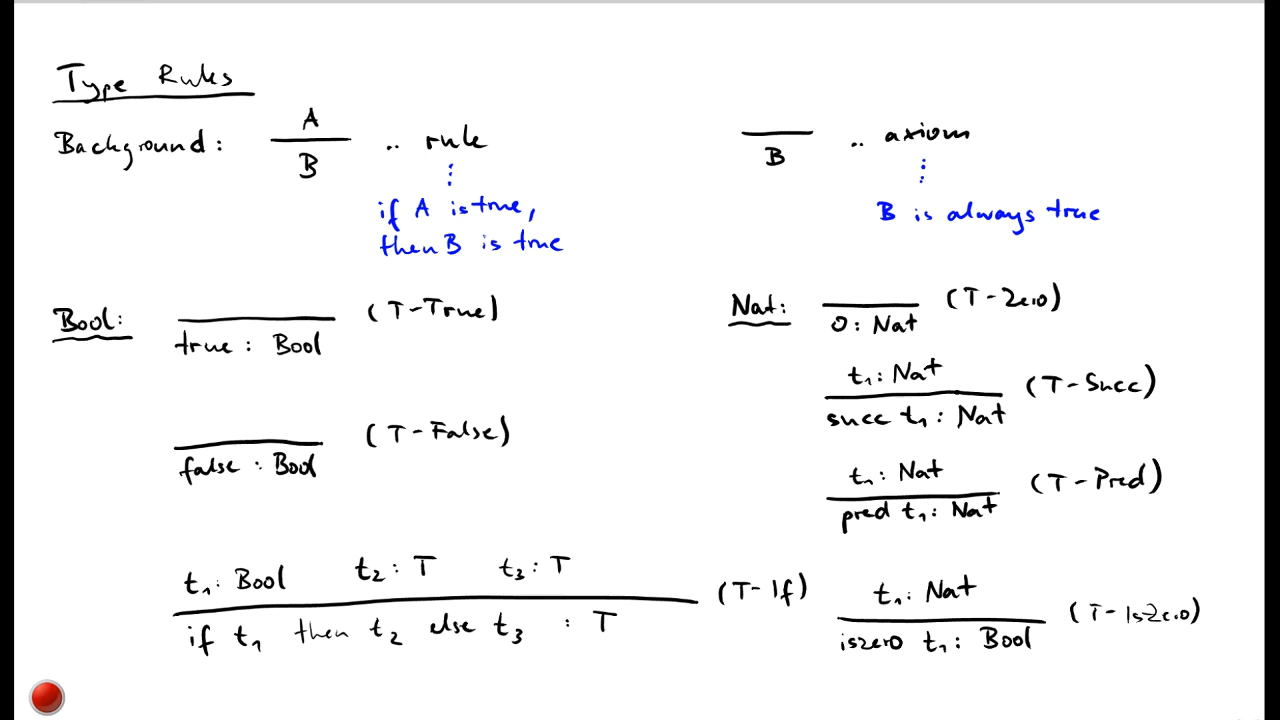 Type Rules
Background: A
B .. rule
if A is true,
then B is true
B .. axiom
B is always true
Bool:
true : Bool (T-True)
false : Bool (T-False)
t₁: Bool t₂: T t₃: T
if t₁ then t₂ else t₃ : T (T-If)
Nat:
0: Nat (T-Zero)
t₁: Nat
succ t₁: Nat (T-Succ)
t₁: Nat
pred t₁: Nat (T-Pred)
t₁: Nat
iszero t₁: Bool (T-IsZero)